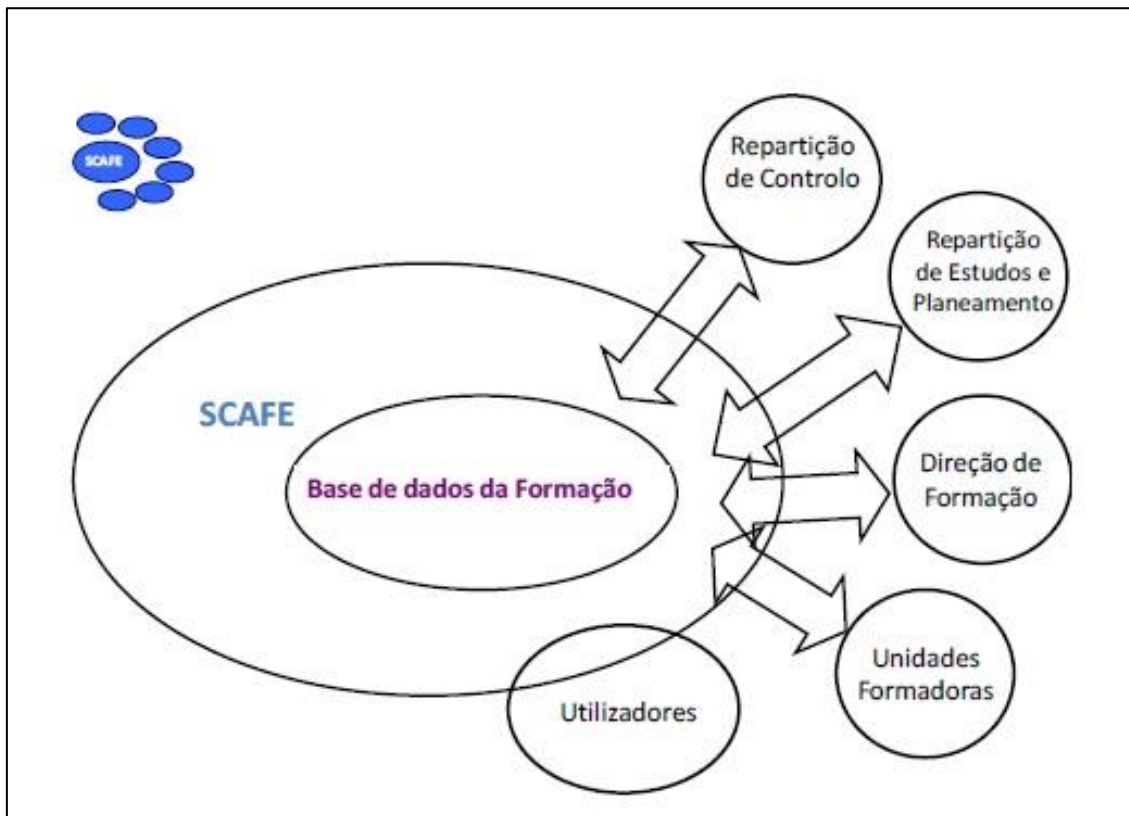 SCAFE
Repartição
de Controlo
Repartição
de Estudos e
Planeamento
SCAFE
Base de dados da Formação
Direção de
Formação
Unidades
Formadoras
Utilizadores